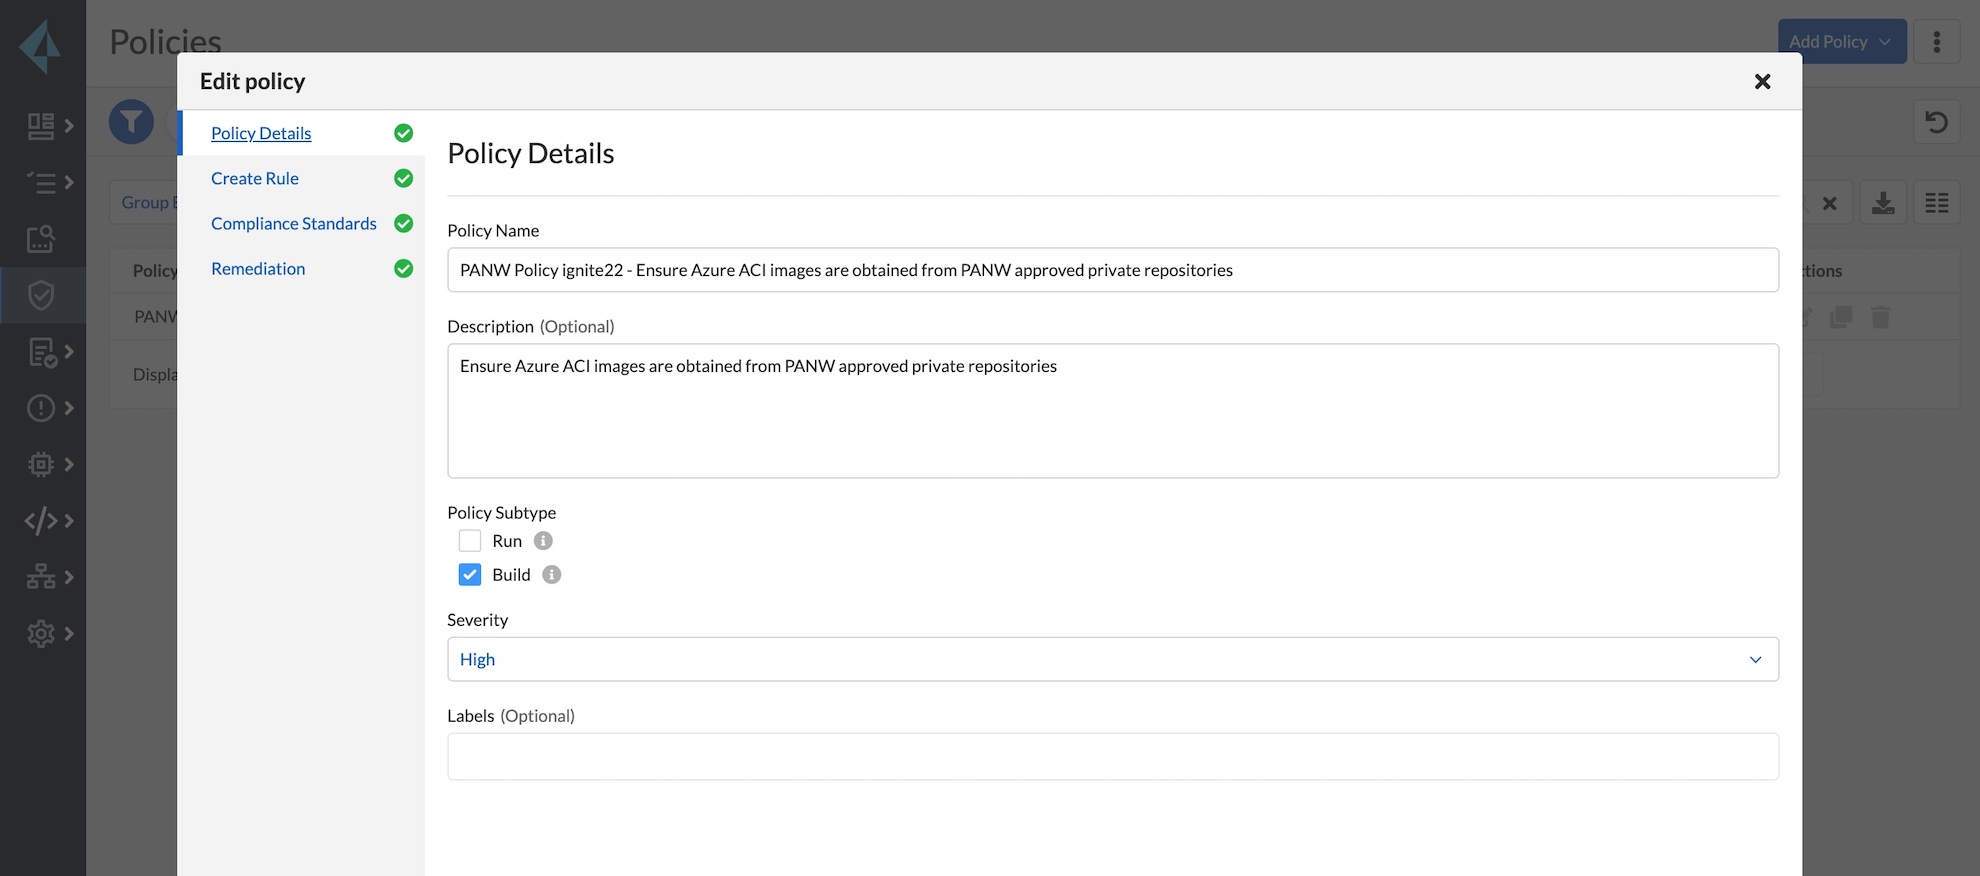 Policies
Add Policy
Edit policy
Policy Details
Create Rule
Compliance Standards
Remediation
Policy Details
Policy Name
PANW Policy ignite22 - Ensure Azure ACI images are obtained from PANW approved private repositories
Description (Optional)
Ensure Azure ACI images are obtained from PANW approved private repositories
Policy Subtype
Run
Build
Severity
High
Labels (Optional)
Group
Policy
PANW